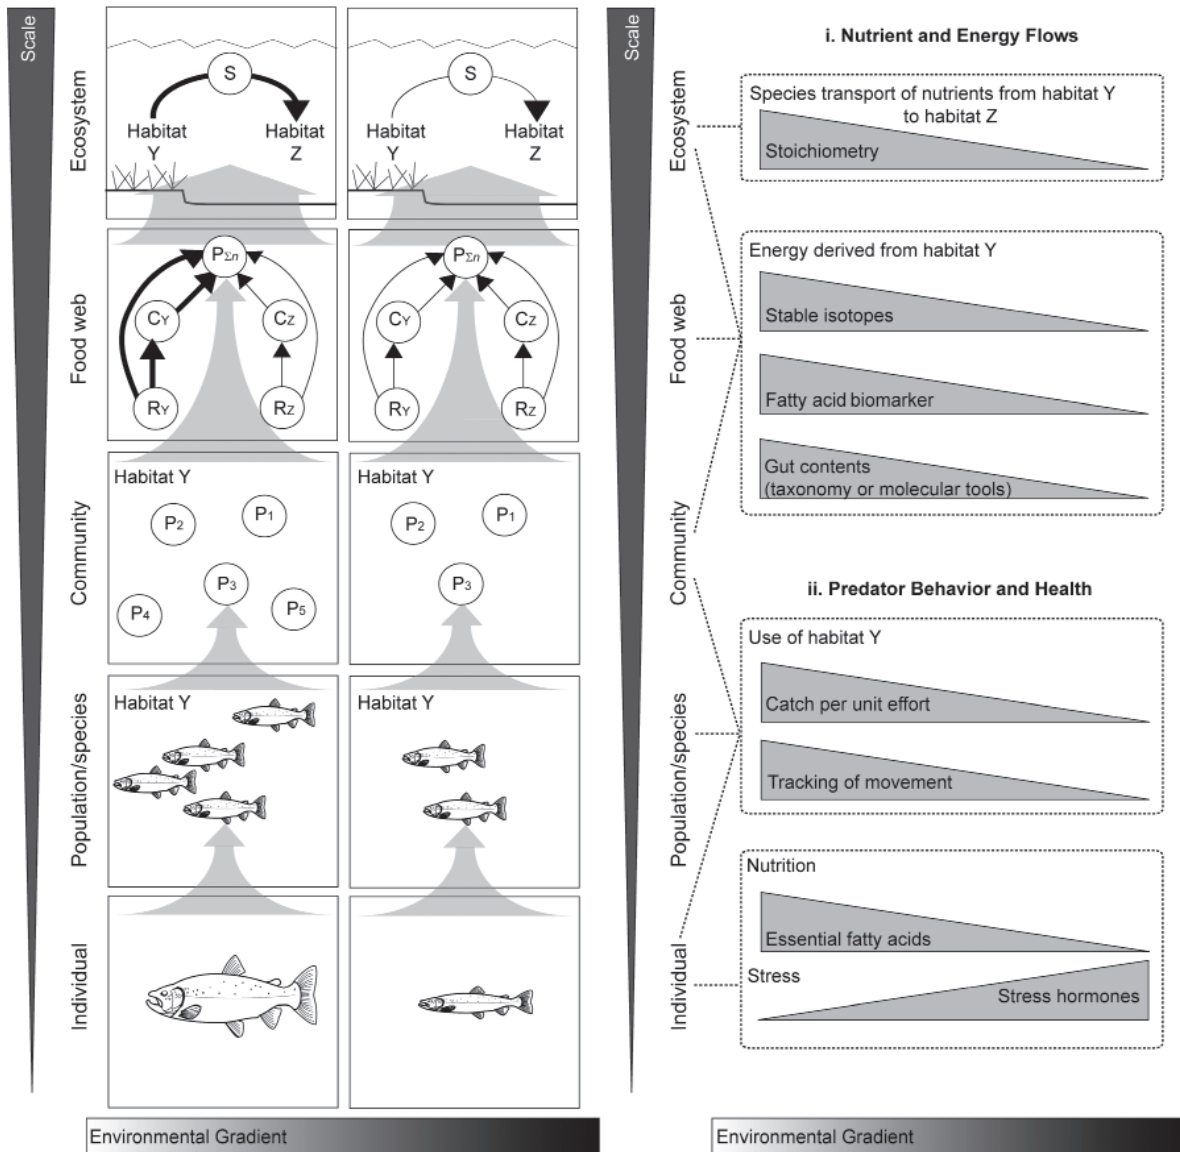 Scale
Ecosystem
S
Habitat
Y
Habitat
Z
S
Habitat
Y
Habitat
Z
Food web
PΣn
CY
CZ
RY
RZ
PΣn
CY
CZ
RY
RZ
Community
Habitat Y
P2
P1
P3
P4
P5
Habitat Y
P2
P1
P3
Population/species
Habitat Y
Habitat Y
Individual
Environmental Gradient
Scale
Ecosystem
Food web
Community
Population/species
Individual
i. Nutrient and Energy Flows
Species transport of nutrients from habitat Y
to habitat Z
Stoichiometry
Energy derived from habitat Y
Stable isotopes
Fatty acid biomarker
Gut contents
(taxonomy or molecular tools)
ii. Predator Behavior and Health
Use of habitat Y
Catch per unit effort
Tracking of movement
Nutrition
Essential fatty acids
Stress
Stress hormones
Environmental Gradient